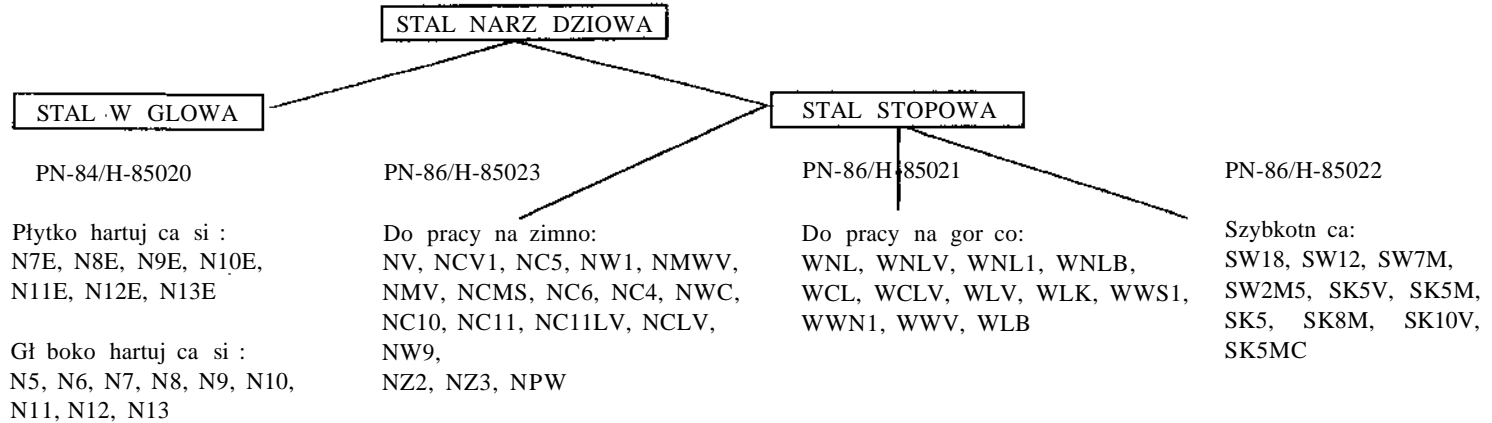 STAL NARZ DZIOWA
STAL W GLOWA
STAL STOPOWA
PN-84/H-85020
Płytko hartuj ca si :
N7E, N8E, N9E, N10E,
N11E, N12E, N13E
Gł boko hartuj ca si :
N5, N6, N7, N8, N9, N10,
N11, N12, N13
PN-86/H-85023
Do pracy na zimno:
NV, NCV1, NC5, NW1, NMWV,
NMV, NCMS, NC6, NC4, NWC,
NC10, NC11, NC11LV, NCLV,
NW9,
NZ2, NZ3, NPW
PN-86/H-85021
Do pracy na gor co:
WNL, WNLV, WNL1, WNLB,
WCL, WCLV, WLV, WLK, WWS1,
WWN1, WWV, WLB
PN-86/H-85022
Szybkotn ca:
SW18, SW12, SW7M,
SW2M5, SK5V, SK5M,
SK5, SK8M, SK10V,
SK5MC